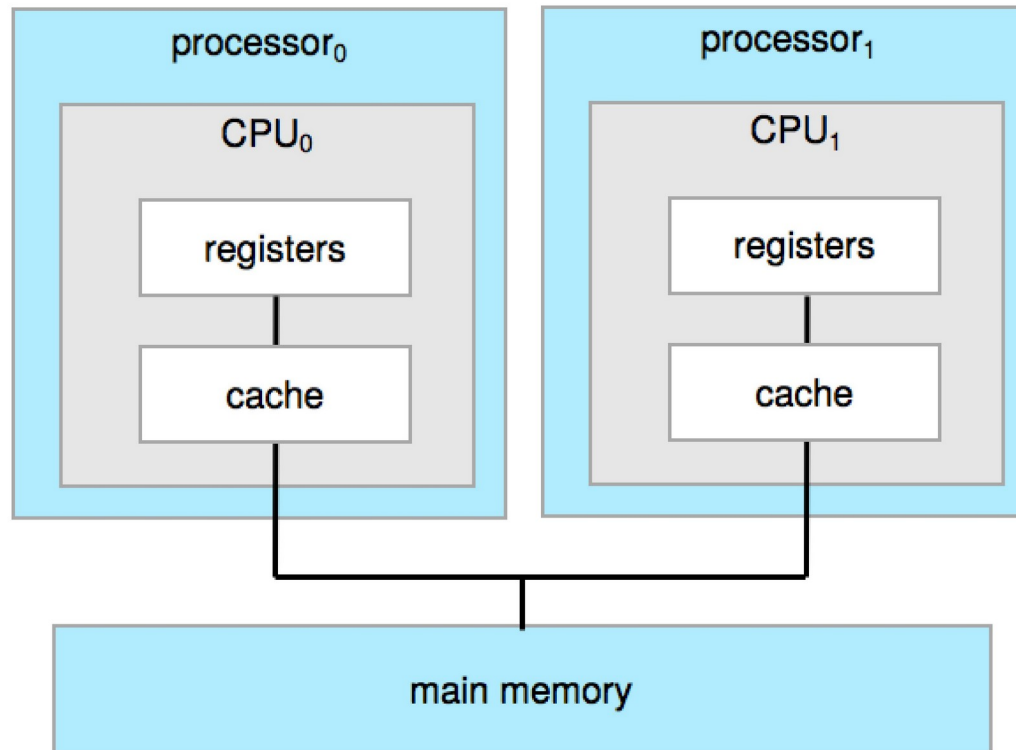 processor₀
CPU₀
registers
cache
processor₁
CPU₁
registers
cache
main memory